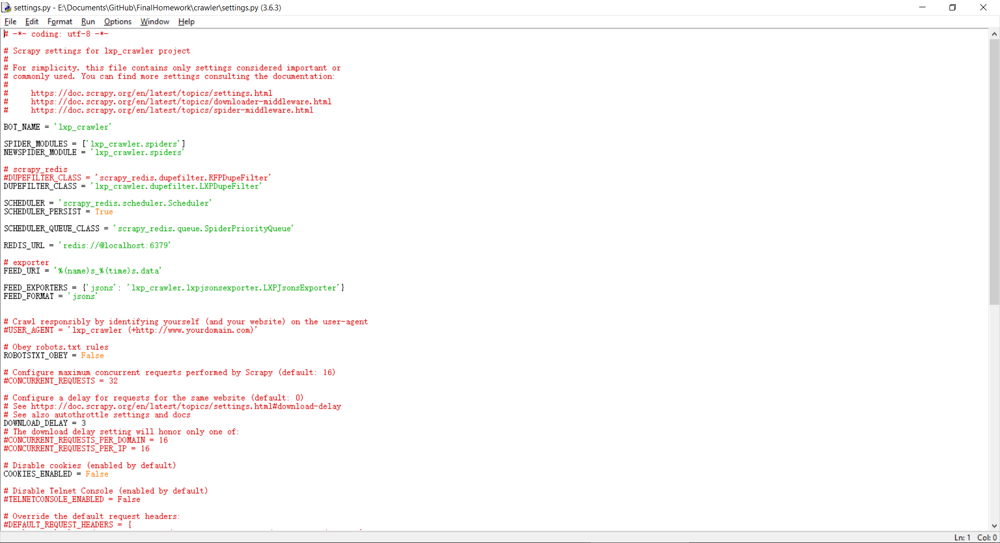 settings.py - E:\Documents\GitHub\FinalHomework\crawler\settings.py (3.6.3)
File Edit Format Run Options Window Help
# -*- coding: utf-8 -*-
# Scrapy settings for lxp_crawler project
#
# For simplicity, this file contains only settings considered important or
# commonly used. You can find more settings consulting the documentation:
#
#     https://doc.scrapy.org/en/latest/topics/settings.html
#     https://doc.scrapy.org/en/latest/topics/downloader-middleware.html
#     https://doc.scrapy.org/en/latest/topics/spider-middleware.html
BOT_NAME = 'lxp_crawler'
SPIDER_MODULES = ['lxp_crawler.spiders']
NEWSPIDER_MODULE = 'lxp_crawler.spiders'
# scrapy_redis
#DUPEFILTER_CLASS = 'scrapy_redis.dupefilter.RFPDupeFilter'
DUPEFILTER_CLASS = 'lxp_crawler.dupefilter.LXPDupeFilter'
SCHEDULER = 'scrapy_redis.scheduler.Scheduler'
SCHEDULER_PERSIST = True
SCHEDULER_QUEUE_CLASS = 'scrapy_redis.queue.SpiderPriorityQueue'
REDIS_URL = 'redis://@localhost:6379'
# exporter
FEED_URI = '%(name)s_%(time)s.data'
FEED_EXPORTERS = {'jsons': 'lxp_crawler.lxpjsonsexporter.LXPJsonsExporter'}
FEED_FORMAT = 'jsons'
# Crawl responsibly by identifying yourself (and your website) on the user-agent
#USER_AGENT = 'lxp_crawler (+http://www.yourdomain.com)'
# Obey robots.txt rules
ROBOTSTXT_OBEY = False
# Configure maximum concurrent requests performed by Scrapy (default: 16)
#CONCURRENT_REQUESTS = 32
# Configure a delay for requests for the same website (default: 0)
# See https://doc.scrapy.org/en/latest/topics/settings.html#download-delay
# See also autothrottle settings and docs
DOWNLOAD_DELAY = 3
# The download delay setting will honor only one of:
#CONCURRENT_REQUESTS_PER_DOMAIN = 16
#CONCURRENT_REQUESTS_PER_IP = 16
# Disable cookies (enabled by default)
COOKIES_ENABLED = False
# Disable Telnet Console (enabled by default)
#TELNETCONSOLE_ENABLED = False
# Override the default request headers:
#DEFAULT_REQUEST_HEADERS = {
Ln: 1 Col: 0